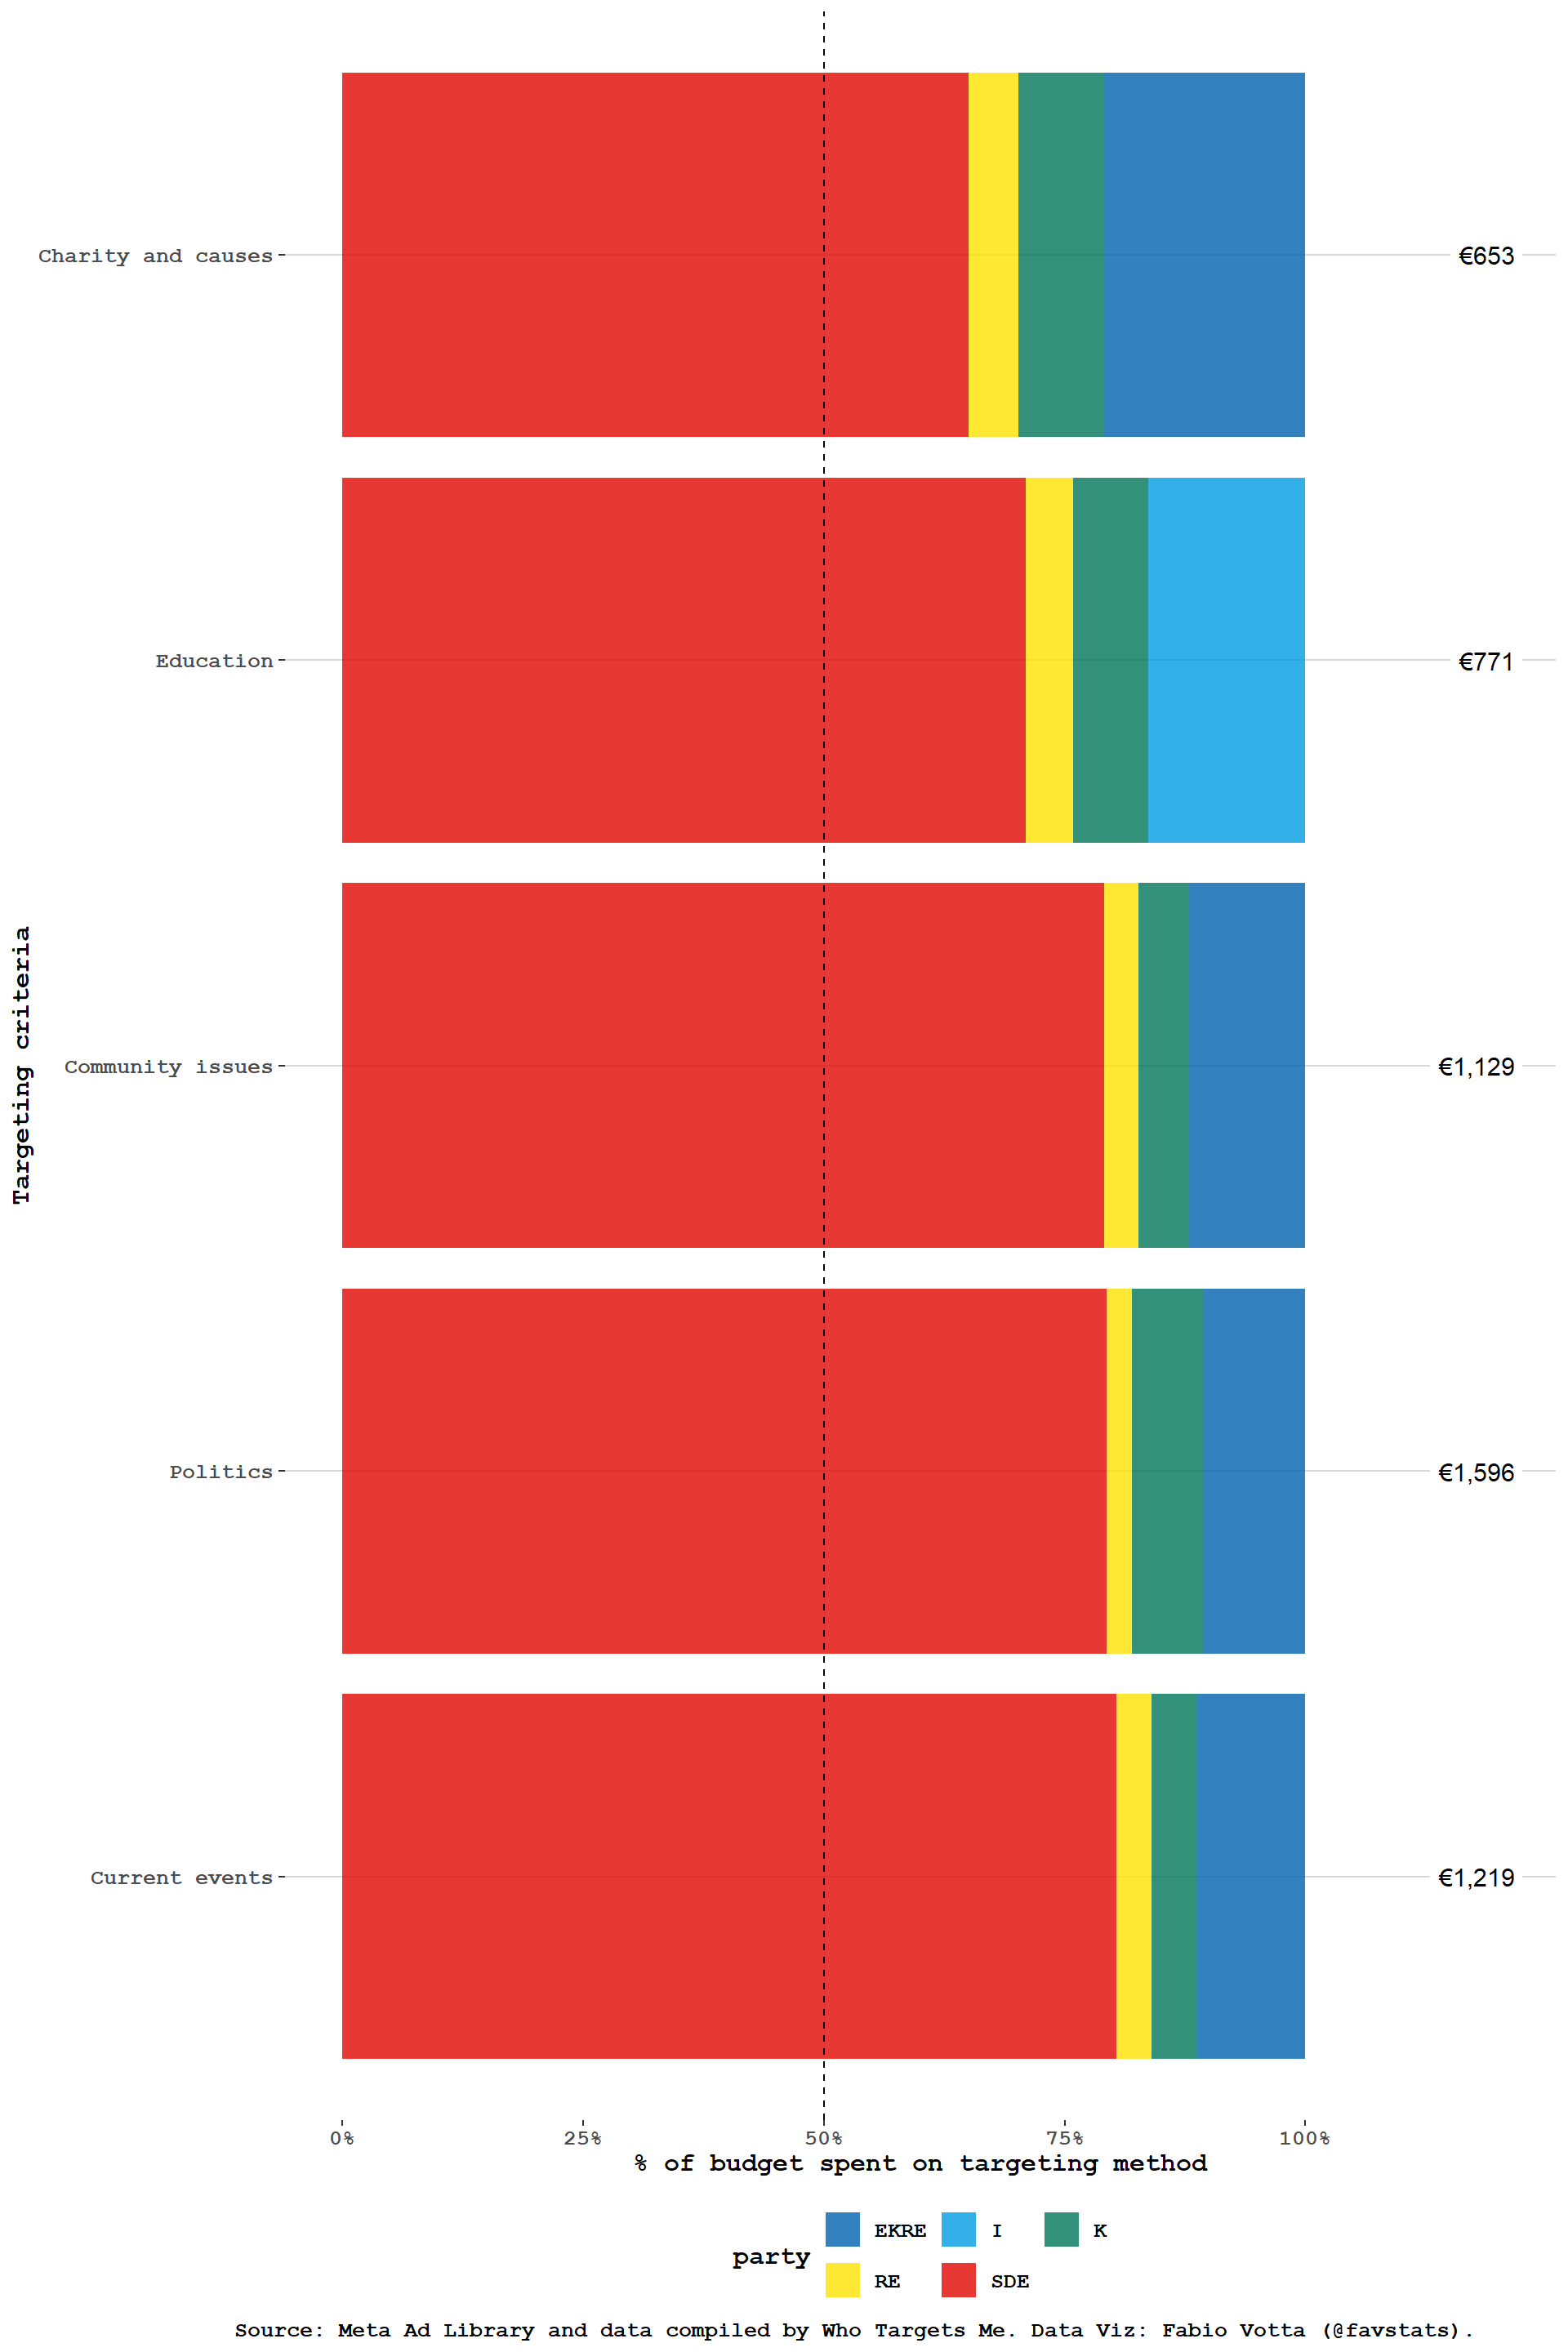 Charity and causes
€653
Education
€771
Targeting criteria
Community issues
€1,129
Politics
€1,596
Current events
€1,219
0% 25% 50% 75% 100%
% of budget spent on targeting method
party
EKRE I K
RE SDE
Source: Meta Ad Library and data compiled by Who Targets Me. Data Viz: Fabio Votta (@favstats).